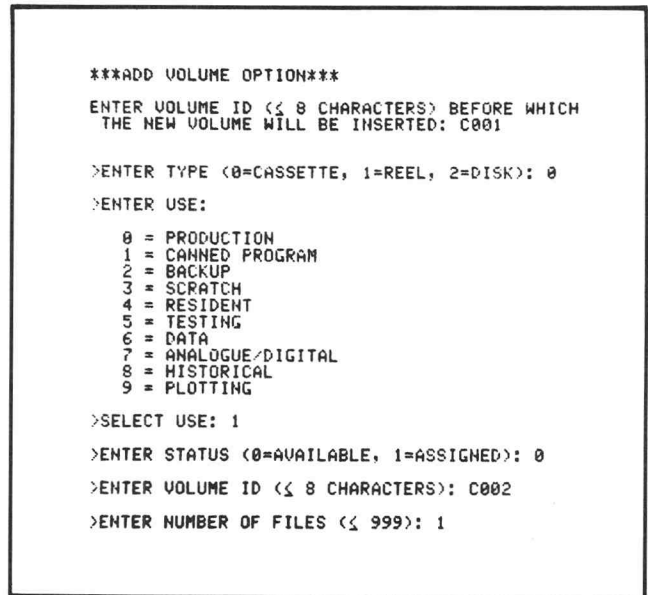 ***ADD VOLUME OPTION***
ENTER VOLUME ID (≤ 8 CHARACTERS) BEFORE WHICH
THE NEW VOLUME WILL BE INSERTED: C001
>ENTER TYPE (0=CASSETTE, 1=REEL, 2=DISK): 0
>ENTER USE:
0 = PRODUCTION
1 = CANNED PROGRAM
2 = BACKUP
3 = SCRATCH
4 = RESIDENT
5 = TESTING
6 = DATA
7 = ANALOGUE/DIGITAL
8 = HISTORICAL
9 = PLOTTING
>SELECT USE: 1
>ENTER STATUS (0=AVAILABLE, 1=ASSIGNED): 0
>ENTER VOLUME ID (≤ 8 CHARACTERS): C002
>ENTER NUMBER OF FILES (≤ 999): 1